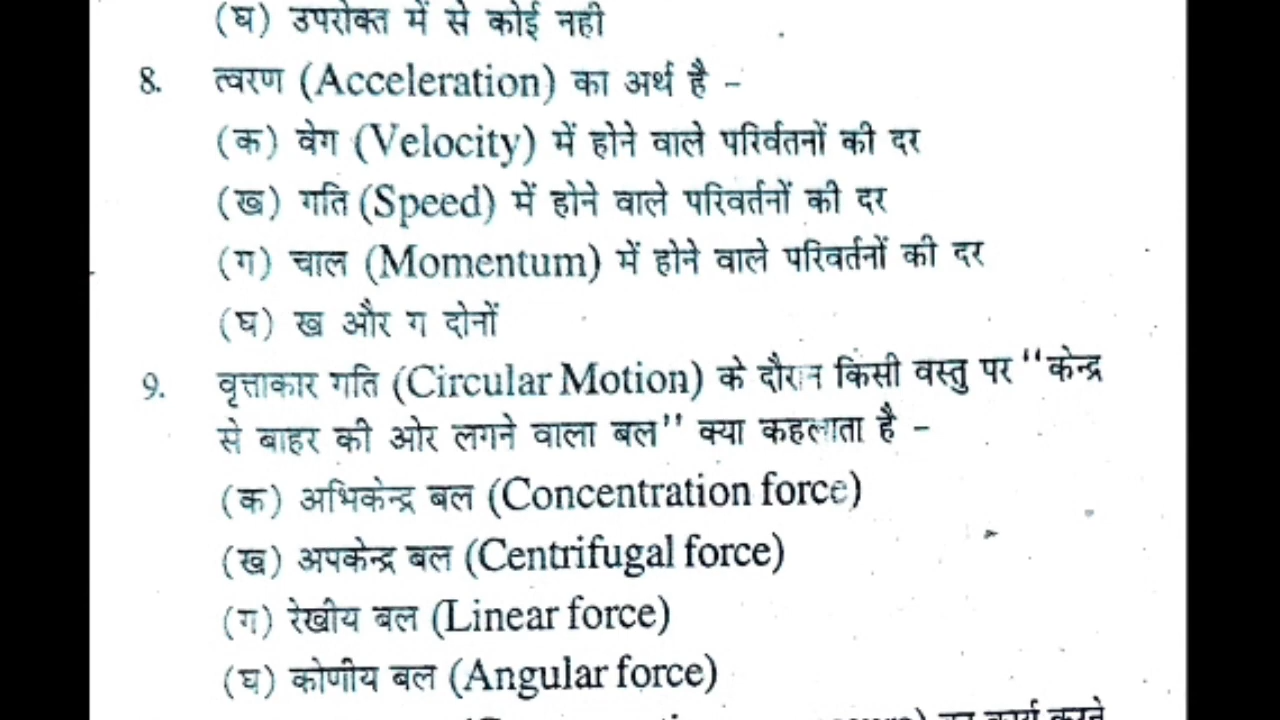 (घ) उपरोक्त में से कोई नही
8. त्वरण (Acceleration) का अर्थ है –
(क) वेग (Velocity) में होने वाले परिर्वतनों की दर
(ख) गति (Speed) में होने वाले परिवर्तनों की दर
(ग) चाल (Momentum) में होने वाले परिवर्तनों की दर
(घ) ख और ग दोनों
9. वृत्ताकार गति (Circular Motion) के दौरान किसी वस्तु पर "केन्द्र
से बाहर की ओर लगने वाला बल" क्या कहलाता है –
(क) अभिकेन्द्र बल (Concentration force)
(ख) अपकेन्द्र बल (Centrifugal force)
(ग) रेखीय बल (Linear force)
(घ) कोणीय बल (Angular force)